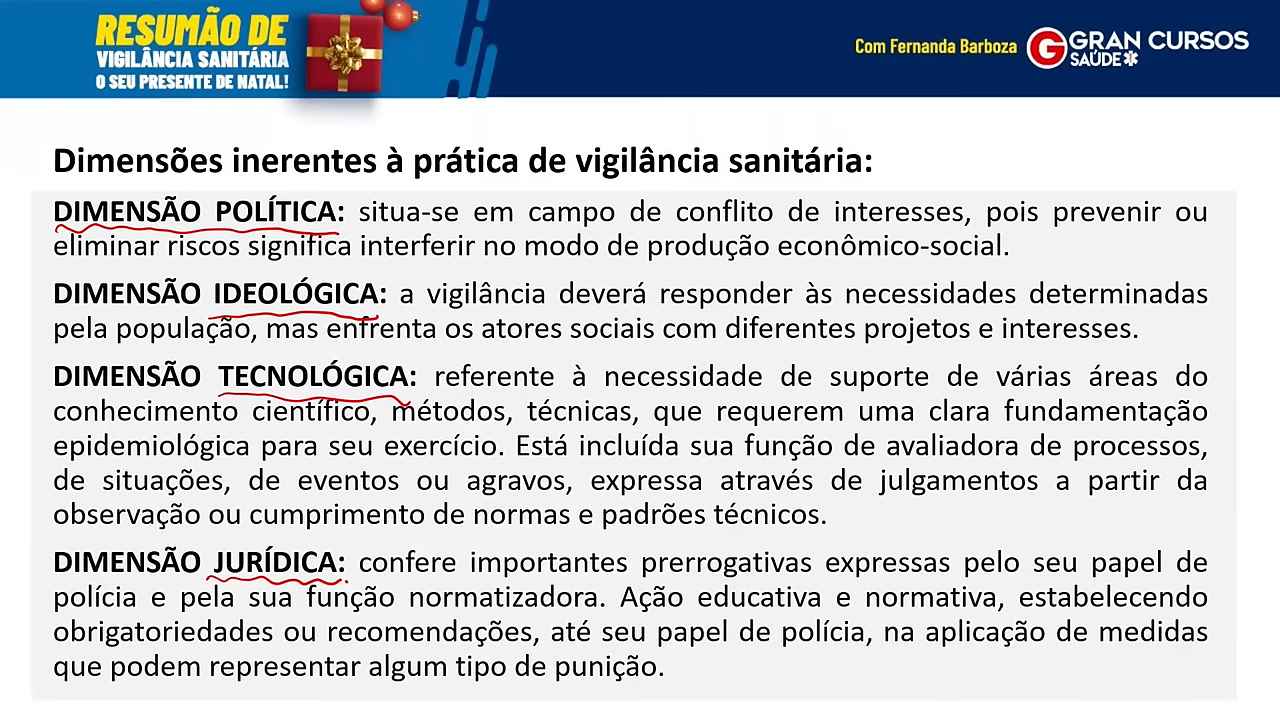 RESUMÃO DE
VIGILÂNCIA SANITÁRIA
O SEU PRESENTE DE NATAL!
Com Fernanda Barboza
GRAN CURSOS
SAÚDE
Dimensões inerentes à prática de vigilância sanitária:
DIMENSÃO POLÍTICA: situa-se em campo de conflito de interesses, pois prevenir ou
eliminar riscos significa interferir no modo de produção econômico-social.
DIMENSÃO IDEOLÓGICA: a vigilância deverá responder às necessidades determinadas
pela população, mas enfrenta os atores sociais com diferentes projetos e interesses.
DIMENSÃO TECNOLÓGICA: referente à necessidade de suporte de várias áreas do
conhecimento científico, métodos, técnicas, que requerem uma clara fundamentação
epidemiológica para seu exercício. Está incluída sua função de avaliadora de processos,
de situações, de eventos ou agravos, expressa através de julgamentos a partir da
observação ou cumprimento de normas e padrões técnicos.
DIMENSÃO JURÍDICA: confere importantes prerrogativas expressas pelo seu papel de
polícia e pela sua função normatizadora. Ação educativa e normativa, estabelecendo
obrigatoriedades ou recomendações, até seu papel de polícia, na aplicação de medidas
que podem representar algum tipo de punição.